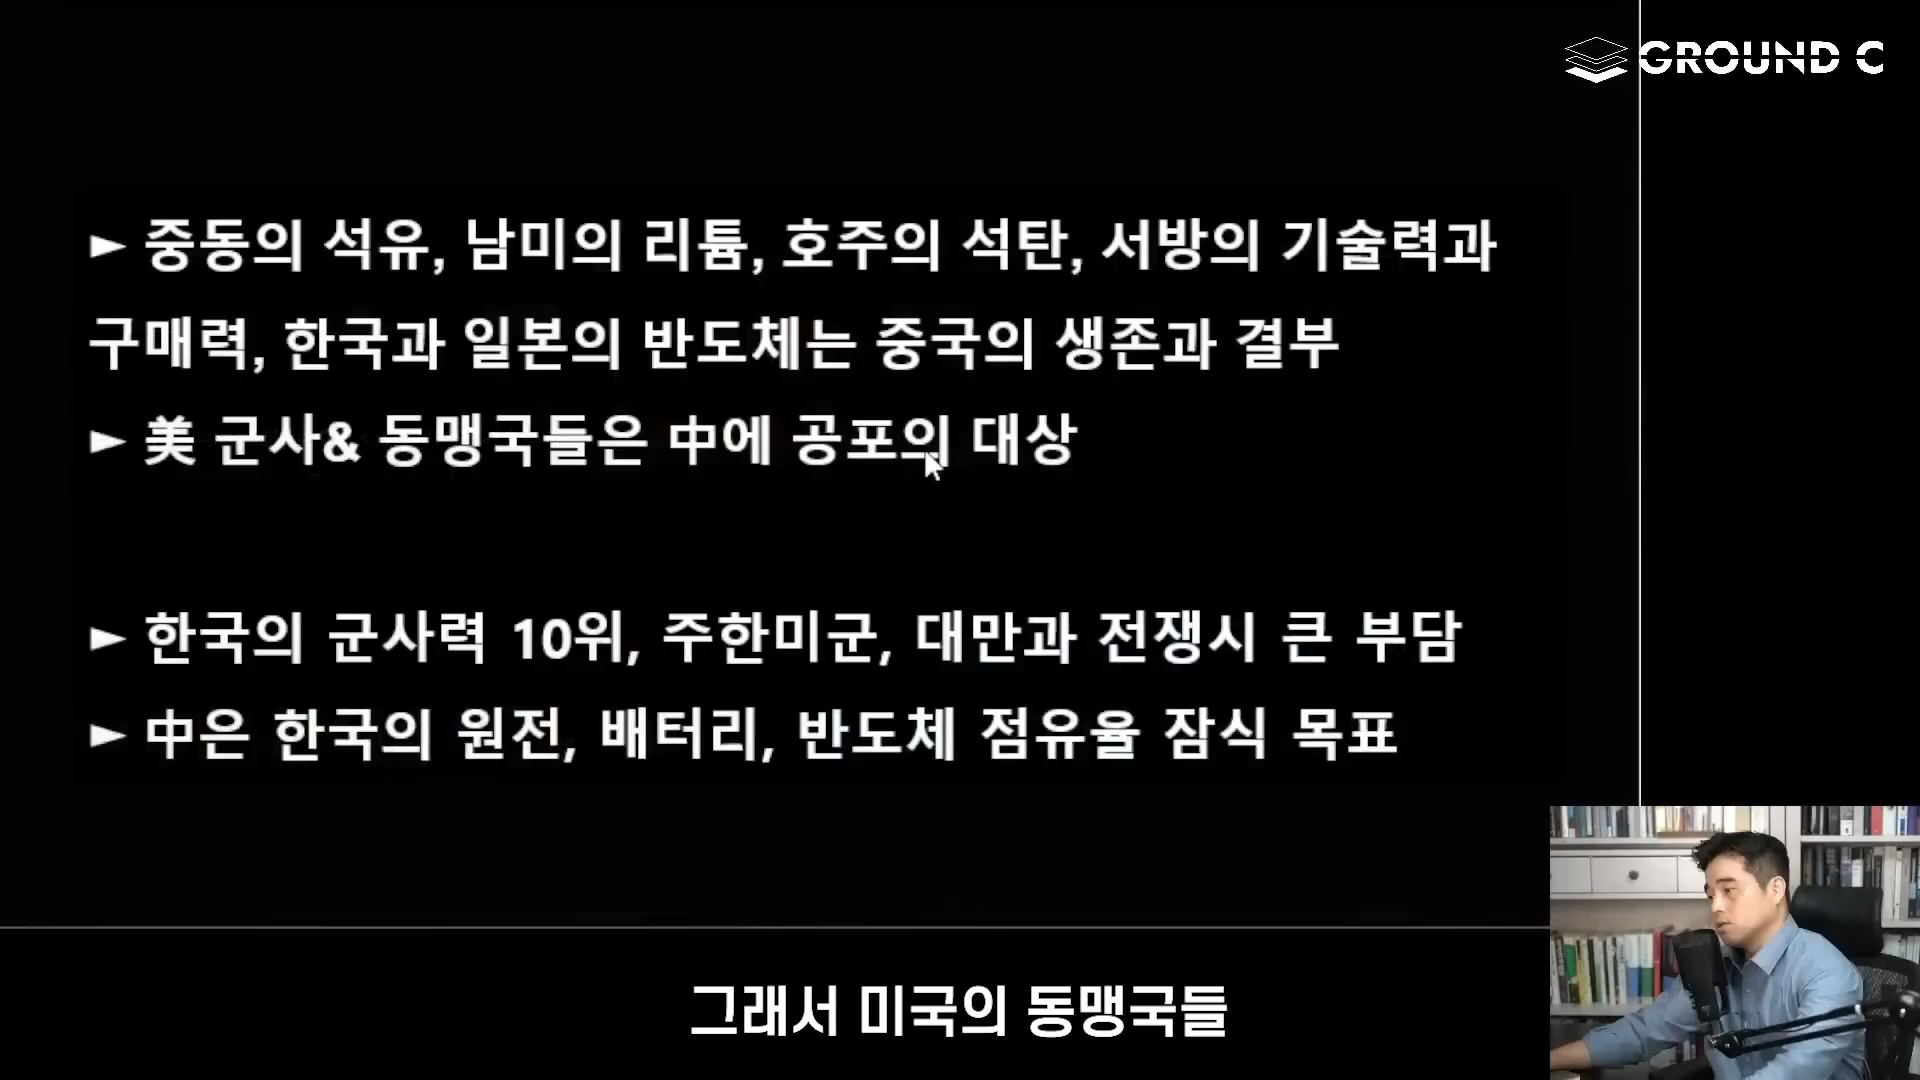 GROUND C
► 중동의 석유, 남미의 리튬, 호주의 석탄, 서방의 기술력과
구매력, 한국과 일본의 반도체는 중국의 생존과 결부
► 美 군사& 동맹국들은 中에 공포의 대상
► 한국의 군사력 10위, 주한미군, 대만과 전쟁시 큰 부담
► 中은 한국의 원전, 배터리, 반도체 점유율 잠식 목표
그래서 미국의 동맹국들